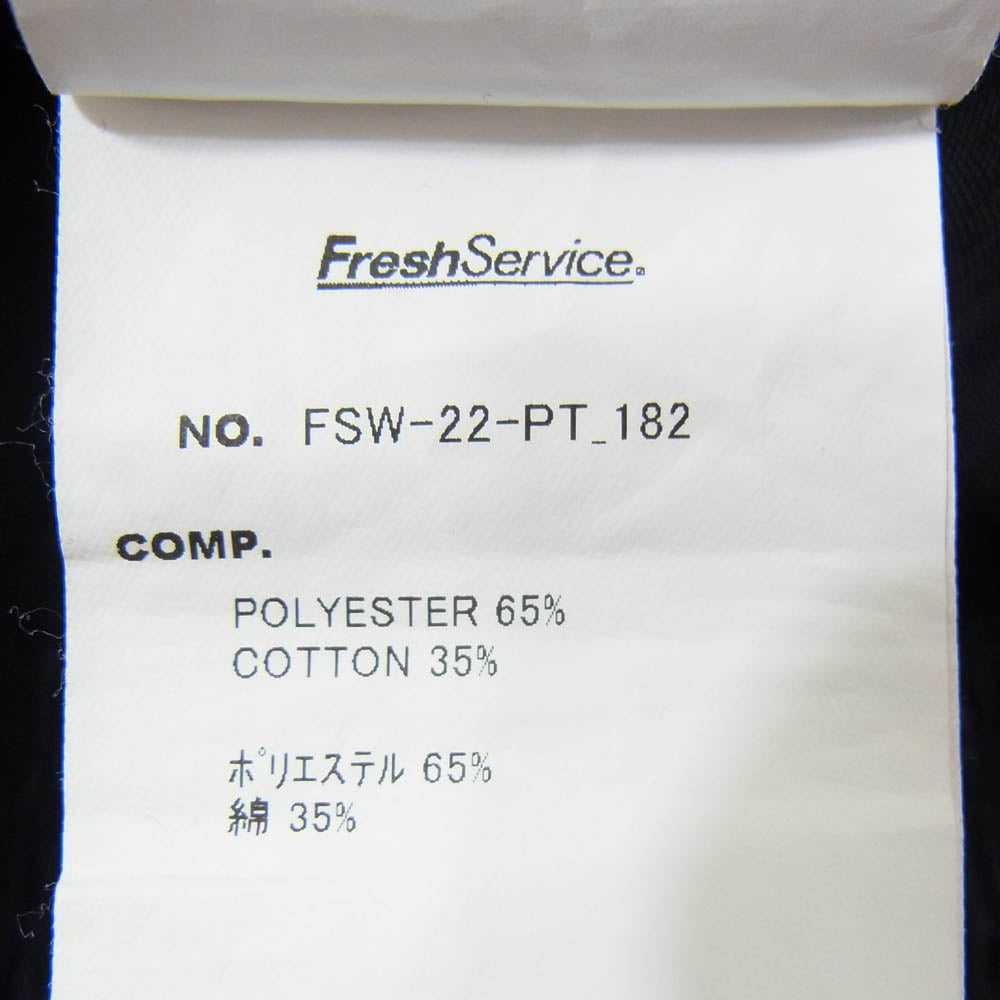 FreshService®
NO. FSW-22-PT_182
COMP.
POLYESTER 65%
COTTON 35%
ポリエステル 65%
綿 35%